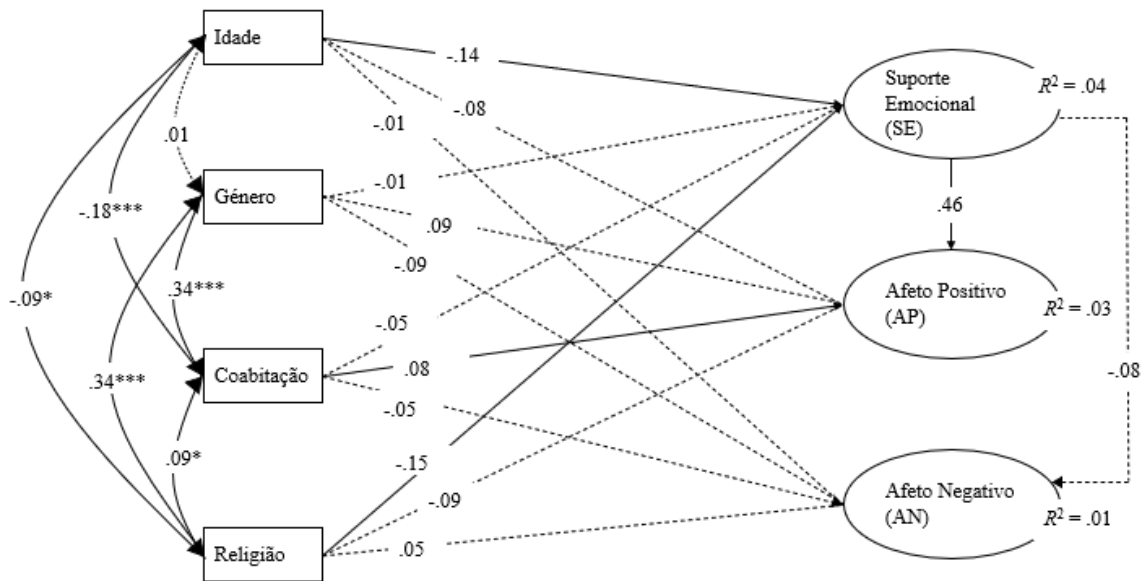 Idade
Género
Coabitação
Religião
.01
-.18***
-.09*
.34***
.34***
.09*
-.14
-.08
-.01
-.01
.09
-.09
-.05
.08
-.05
-.15
-.09
.05
Suporte
Emocional
(SE)
R² = .04
.46
Afeto Positivo
(AP)
R² = .03
-.08
Afeto Negativo
(AN)
R² = .01